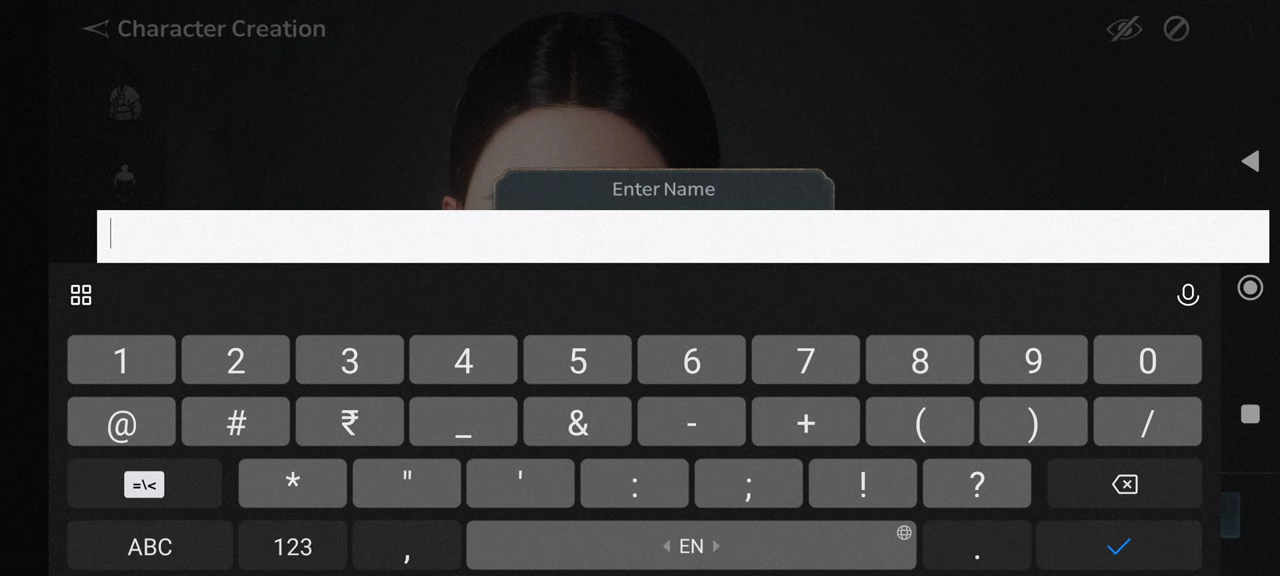 Character Creation
Enter Name
1 2 3 4 5 6 7 8 9 0
@ # ₹ _ & - + ( ) /
=\< * " ' : ; ! ?
ABC 123 , EN .